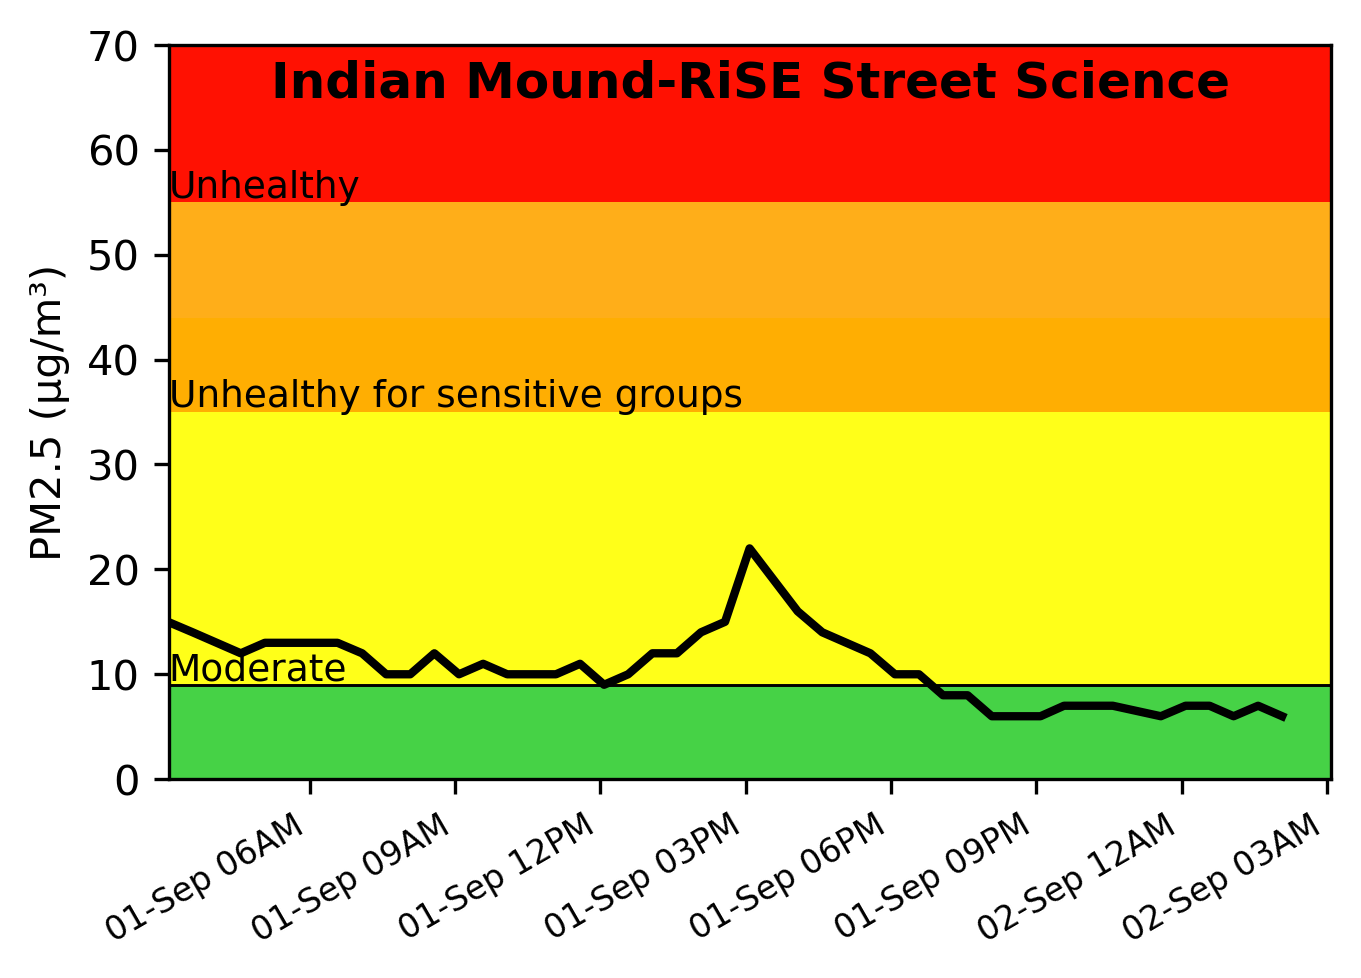 Indian Mound-RiSE Street Science
PM2.5 (µg/m³)
70
60
50
40
30
20
10
0
Unhealthy
Unhealthy for sensitive groups
Moderate
01-Sep 06AM
01-Sep 09AM
01-Sep 12PM
01-Sep 03PM
01-Sep 06PM
01-Sep 09PM
02-Sep 12AM
02-Sep 03AM